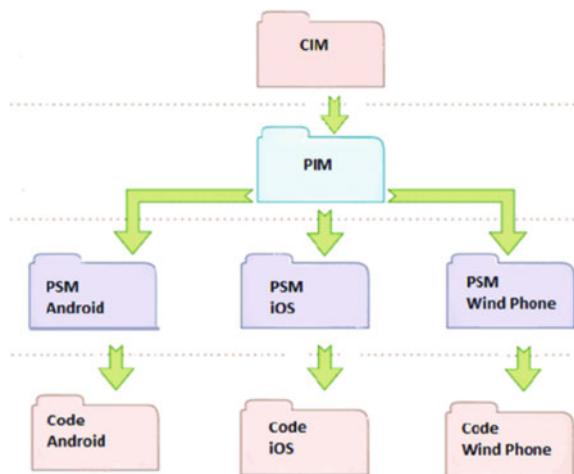 CIM
PIM
PSM
Android
PSM
iOS
PSM
Wind Phone
Code
Android
Code
iOS
Code
Wind Phone